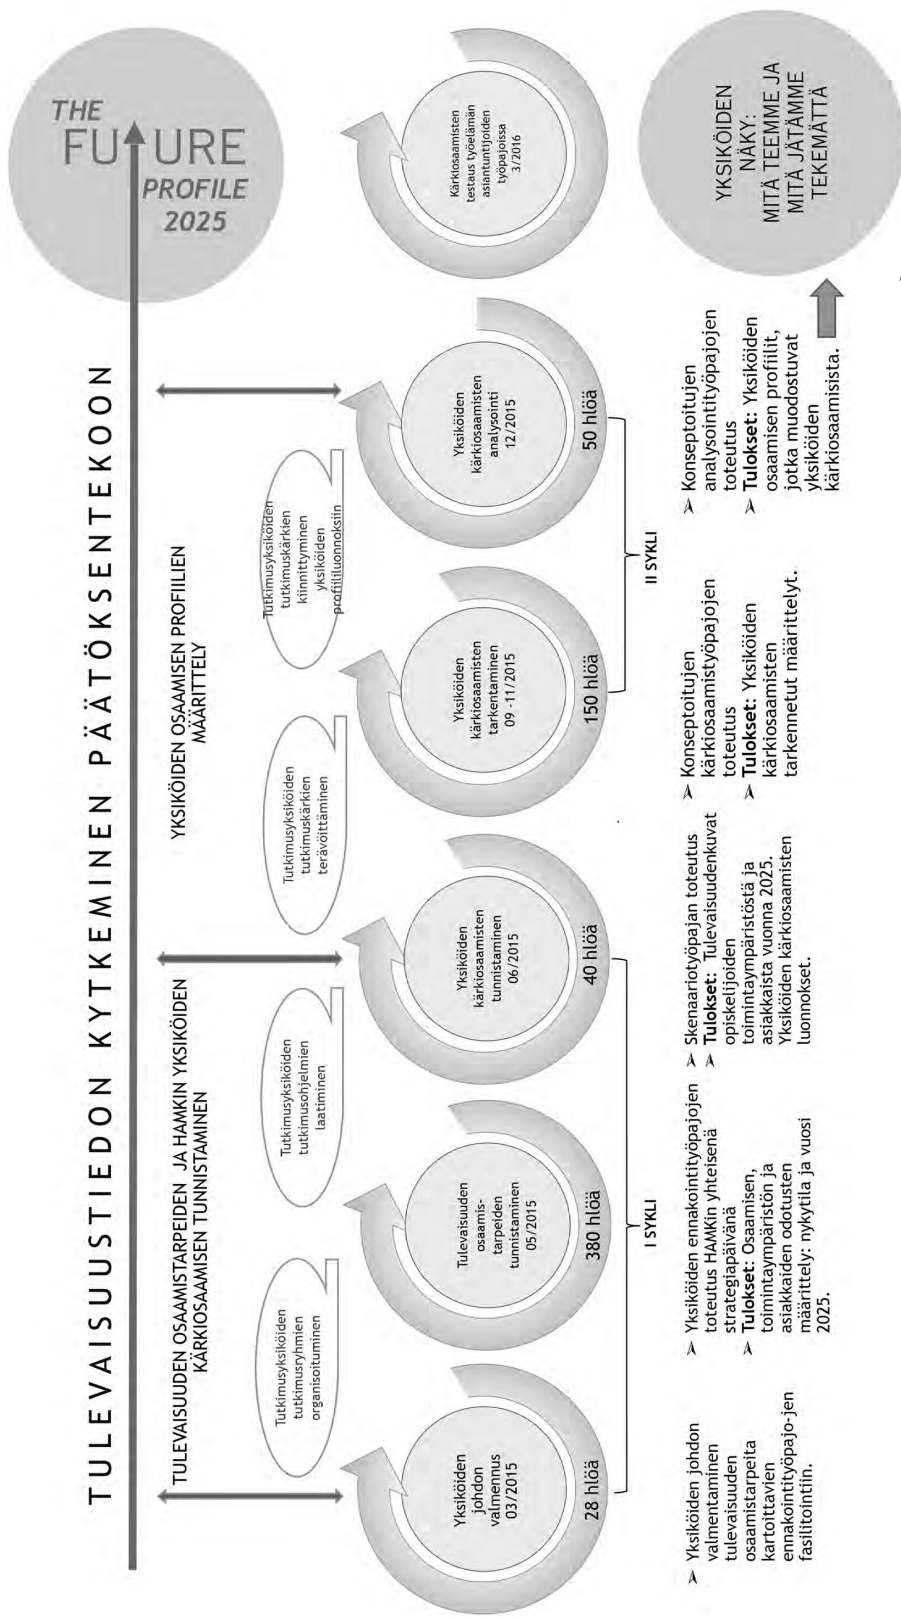 TULEVAISUUSTIEDON KYTKEMINEN PÄÄTÖKSENTEKOON
THE
FUTURE
PROFILE
2025
TULEVAISUUDEN OSAAMISTARPEIDEN JA HAMKIN YKSIKÖIDEN
KÄRKIOSAAMISEN TUNNISTAMINEN
YKSIKÖIDEN OSAAMISEN PROFIILIEN
MÄÄRITTELY
Tutkimusyksiköiden
tutkimusryhmien
organisoituminen
Tutkimusyksiköiden
tutkimusohjelmien
laatiminen
Tutkimusyksiköiden
tutkimuskärkien
terävöittäminen
Tutkimusyksiköiden
tutkimuskärkien
kiinnittyminen
yksiköiden
profiililuonnoksiin
Yksiköiden
johdon
valmennus
03/2015
28 hlöä
Tulevaisuuden
osaamis-
tarpeiden
tunnistaminen
05/2015
380 hlöä
Yksiköiden
kärkiosaamisten
tunnistaminen
06/2015
40 hlöä
Yksiköiden
kärkiosaamisten
tarkentaminen
09 -11/2015
150 hlöä
Yksiköiden
kärkiosaamisten
analysointi
12/2015
50 hlöä
Kärkiosaamisten
testaus työelämän
asiantuntijoiden
työpajoissa
3/2016
I SYKLI
II SYKLI
➢ Yksiköiden johdon
valmentaminen
tulevaisuuden
osaamistarpeita
kartoittavien
ennakointityöpajo-jen
fasilitointiin.
➢ Yksiköiden ennakointityöpajojen
toteutus HAMKin yhteisenä
strategiapäivänä
➢ Tulokset: Osaamisen,
toimintaympäristön ja
asiakkaiden odotusten
määrittely: nykytila ja vuosi
2025.
➢ Skenaariotyöpajan toteutus
➢ Tulokset: Tulevaisuudenkuvat
opiskelijoiden
toimintaympäristöstä ja
asiakkaista vuonna 2025.
Yksiköiden kärkiosaamisten
luonnokset.
➢ Konseptoitujen
kärkiosaamistyöpajojen
toteutus
➢ Tulokset: Yksiköiden
kärkiosaamisten
tarkennetut määrittelyt.
➢ Konseptoitujen
analysointityöpajojen
toteutus
➢ Tulokset: Yksiköiden
osaamisen profiilit,
jotka muodostuvat
yksiköiden
kärkiosaamisista.
YKSIKÖIDEN
NÄKY:
MITÄ TEEMME JA
MITÄ JÄTÄMME
TEKEMÄTTÄ